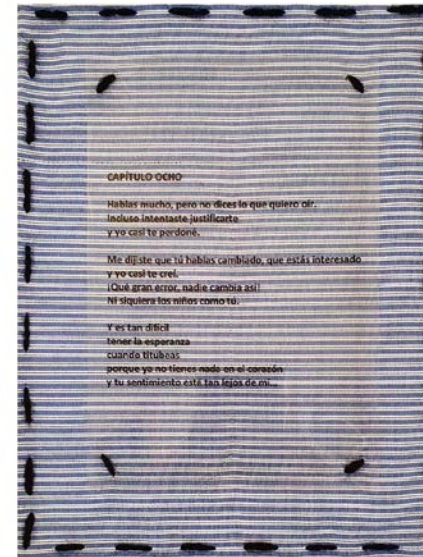 CAPÍTULO OCHO
Hablas mucho, pero no dices lo que quiero oír.
Incluso intentaste justificarte
y yo casi te perdoné.
Me dijiste que tú habías cambiado, que estás interesado
y yo casi te creí.
¡Qué gran error, nadie cambia así!
Ni siquiera los niños como tú.
Y es tan difícil
tener la esperanza
cuando titubeas
porque ya no tienes nada en el corazón
y tu sentimiento está tan lejos de mí...